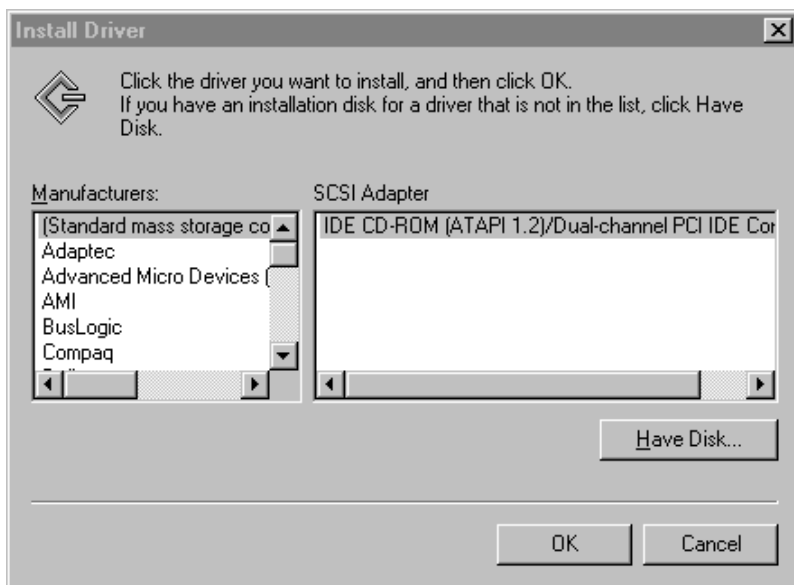 Install Driver
Click the driver you want to install, and then click OK.
If you have an installation disk for a driver that is not in the list, click Have
Disk.
Manufacturers:
(Standard mass storage co
Adaptec
Advanced Micro Devices (
AMI
BusLogic
Compaq
SCSI Adapter
IDE CD-ROM (ATAPI 1.2)/Dual-channel PCI IDE Con
Have Disk...
OK
Cancel